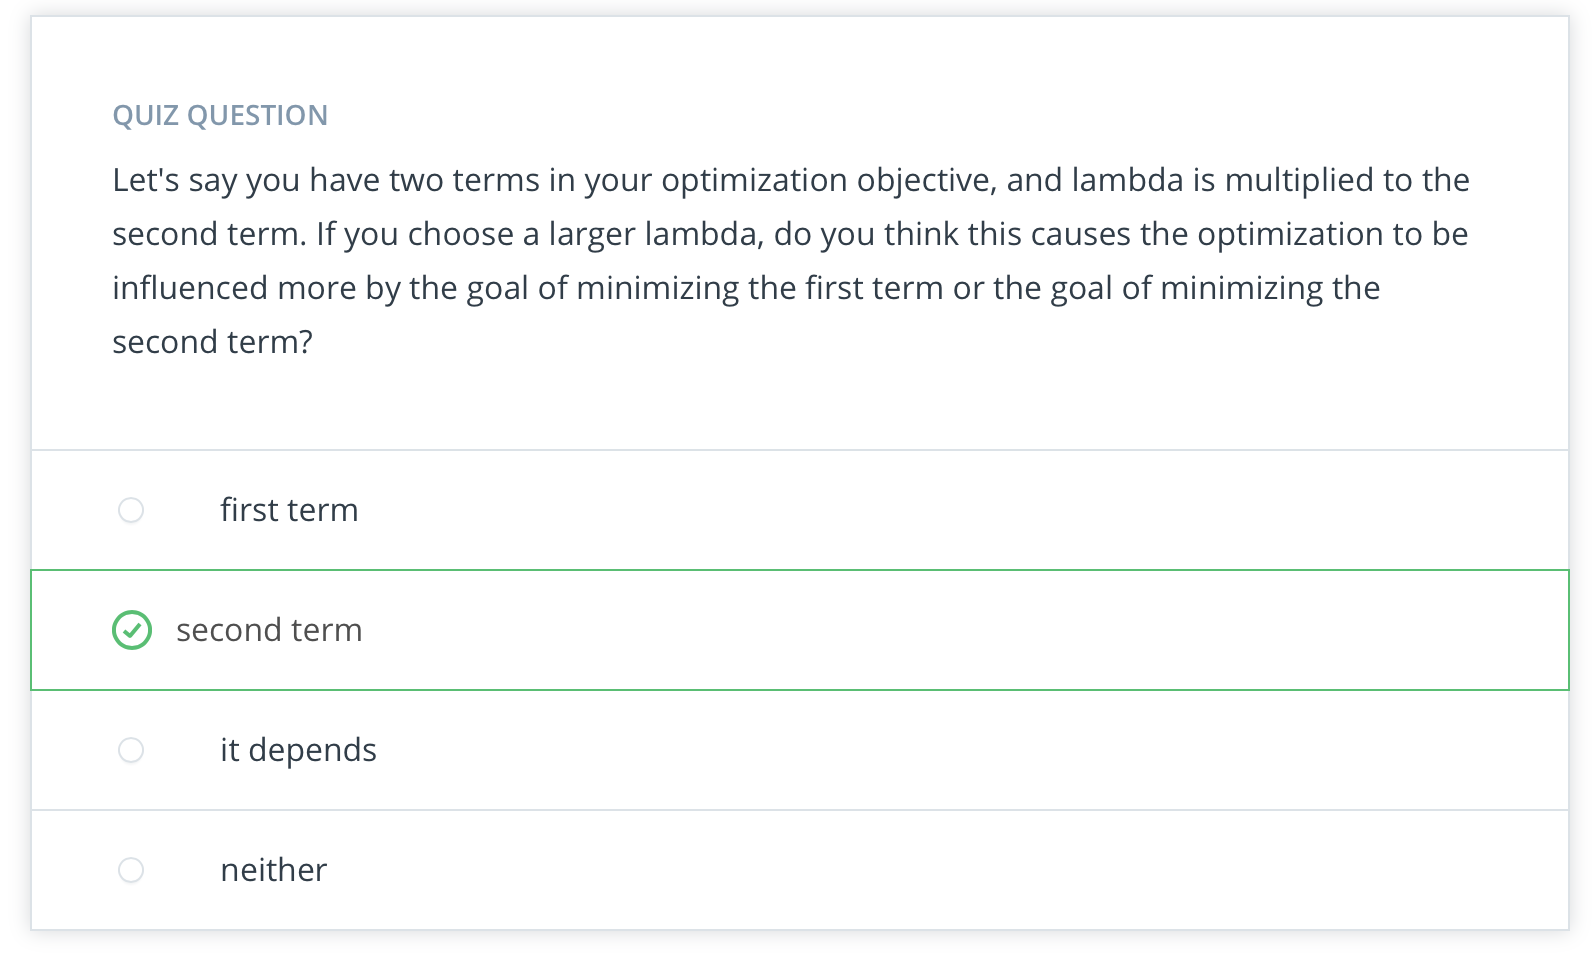 QUIZ QUESTION
Let's say you have two terms in your optimization objective, and lambda is multiplied to the
second term. If you choose a larger lambda, do you think this causes the optimization to be
influenced more by the goal of minimizing the first term or the goal of minimizing the
second term?
first term
second term
it depends
neither